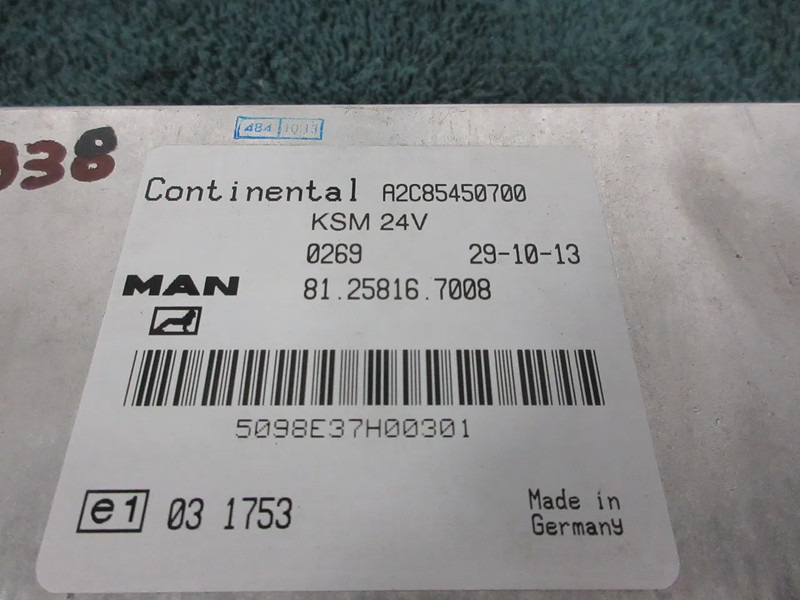 484 10.13
938
Continental A2C85450700
KSM 24V
0269 29-10-13
MAN 81.25816.7008
5098E37H00301
e1 03 1753
Made in
Germany